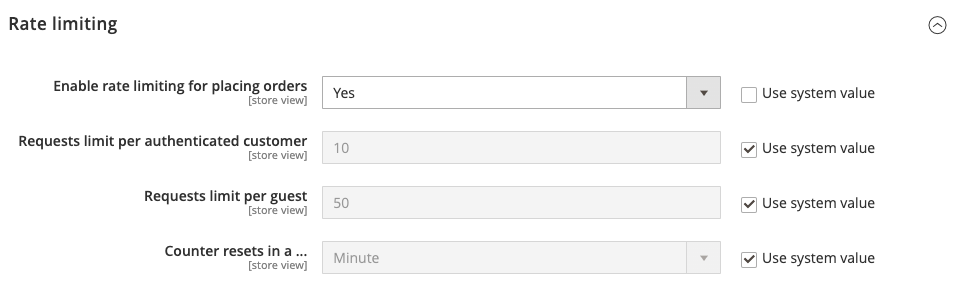 Rate limiting
Enable rate limiting for placing orders
[store view]
Yes
Use system value
Requests limit per authenticated customer
[store view]
10
Use system value
Requests limit per guest
[store view]
50
Use system value
Counter resets in a ...
[store view]
Minute
Use system value